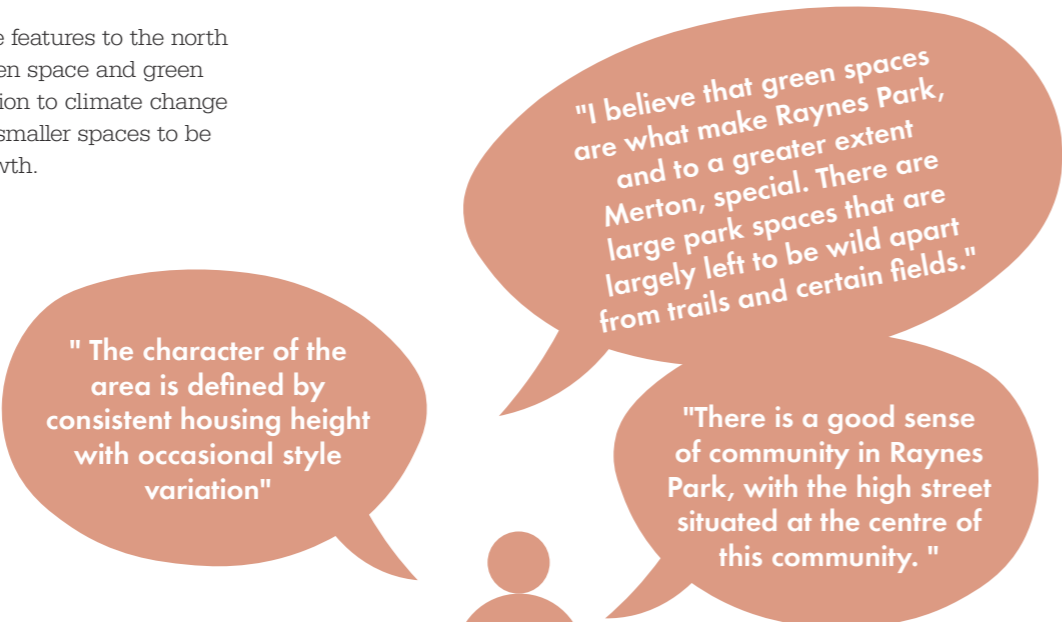 features to the north
space and green
to climate change
smaller spaces to be
"I believe that green spaces
are what make Raynes Park,
and to a greater extent
Merton, special. There are
large park spaces that are
largely left to be wild apart
from trails and certain fields."
" The character of the
area is defined by
consistent housing height
with occasional style
variation"
"There is a good sense
of community in Raynes
Park, with the high street
situated at the centre of
this community. "